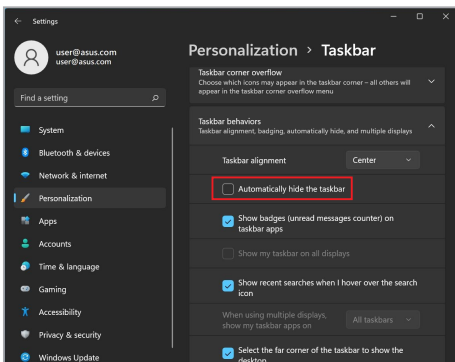 Settings
user@asus.com
user@asus.com
Find a setting
System
Bluetooth & devices
Network & internet
Personalization
Apps
Accounts
Time & language
Gaming
Accessibility
Privacy & security
Windows Update
Personalization > Taskbar
Taskbar corner overflow
Choose which icons may appear in the taskbar corner – all others will
appear in the taskbar corner overflow menu
Taskbar behaviors
Taskbar alignment, badging, automatically hide, and multiple displays
Taskbar alignment
Center
Automatically hide the taskbar
Show badges (unread messages counter) on
taskbar apps
Show my taskbar on all displays
Show recent searches when I hover over the search
icon
When using multiple displays,
show my taskbar apps on
All taskbars
Select the far corner of the taskbar to show the
desktop